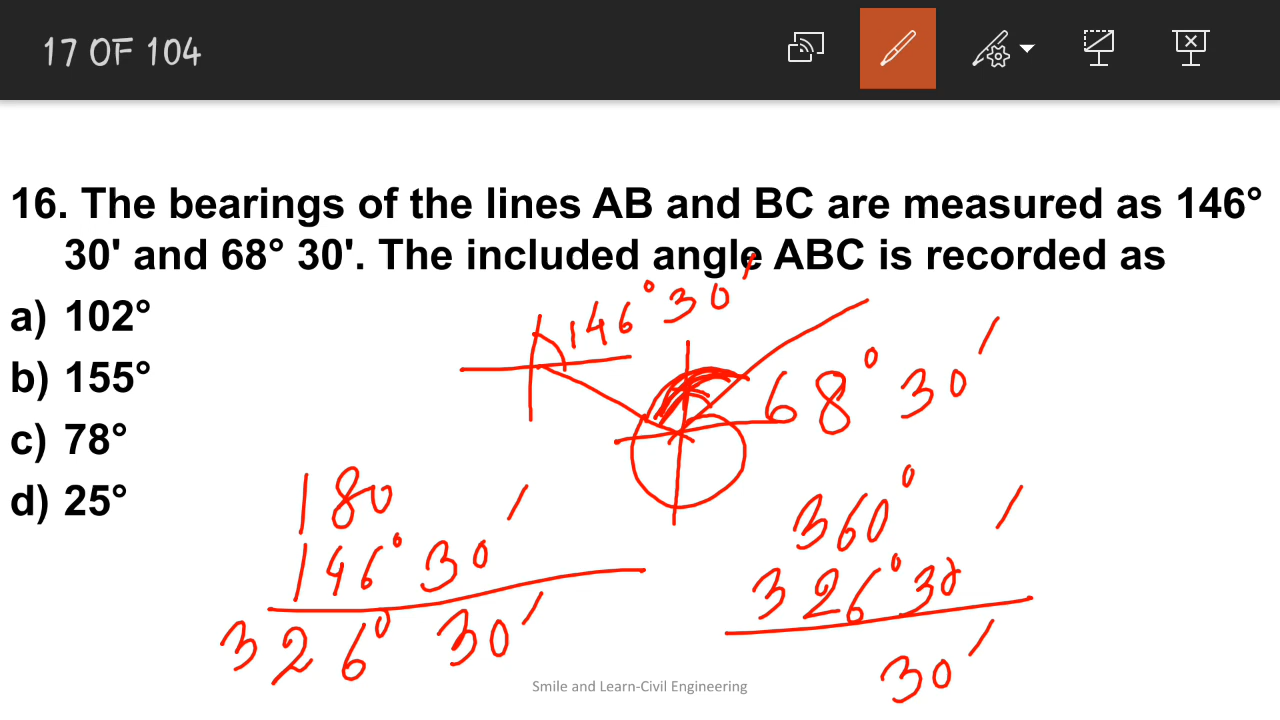 17 OF 104
16. The bearings of the lines AB and BC are measured as 146°
30' and 68° 30'. The included angle ABC is recorded as
a) 102°
b) 155°
c) 78°
d) 25°
146° 30'
68° 30'
180
146° 30'
326° 30'
360°
326° 30'
30'
Smile and Learn-Civil Engineering